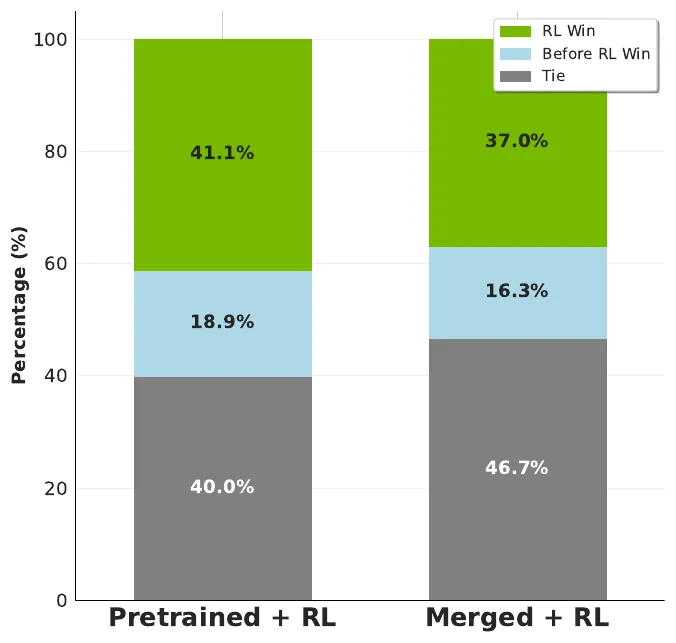 100
80
60
40
20
0
Percentage (%)
RL Win
Before RL Win
Tie
41.1%
18.9%
40.0%
37.0%
16.3%
46.7%
Pretrained + RL
Merged + RL